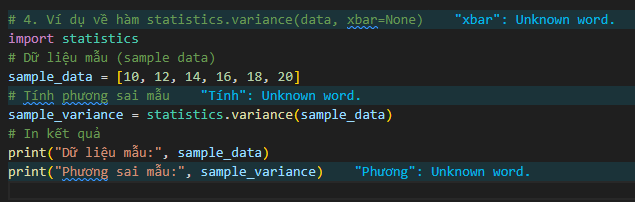 # 4. Ví dụ về hàm statistics.variance(data, xbar=None) "xbar": Unknown word.
import statistics
# Dữ liệu mẫu (sample data)
sample_data = [10, 12, 14, 16, 18, 20]
# Tính phương sai mẫu "Tính": Unknown word.
sample_variance = statistics.variance(sample_data)
# In kết quả
print("Dữ liệu mẫu:", sample_data)
print("Phương sai mẫu:", sample_variance) "Phương": Unknown word.